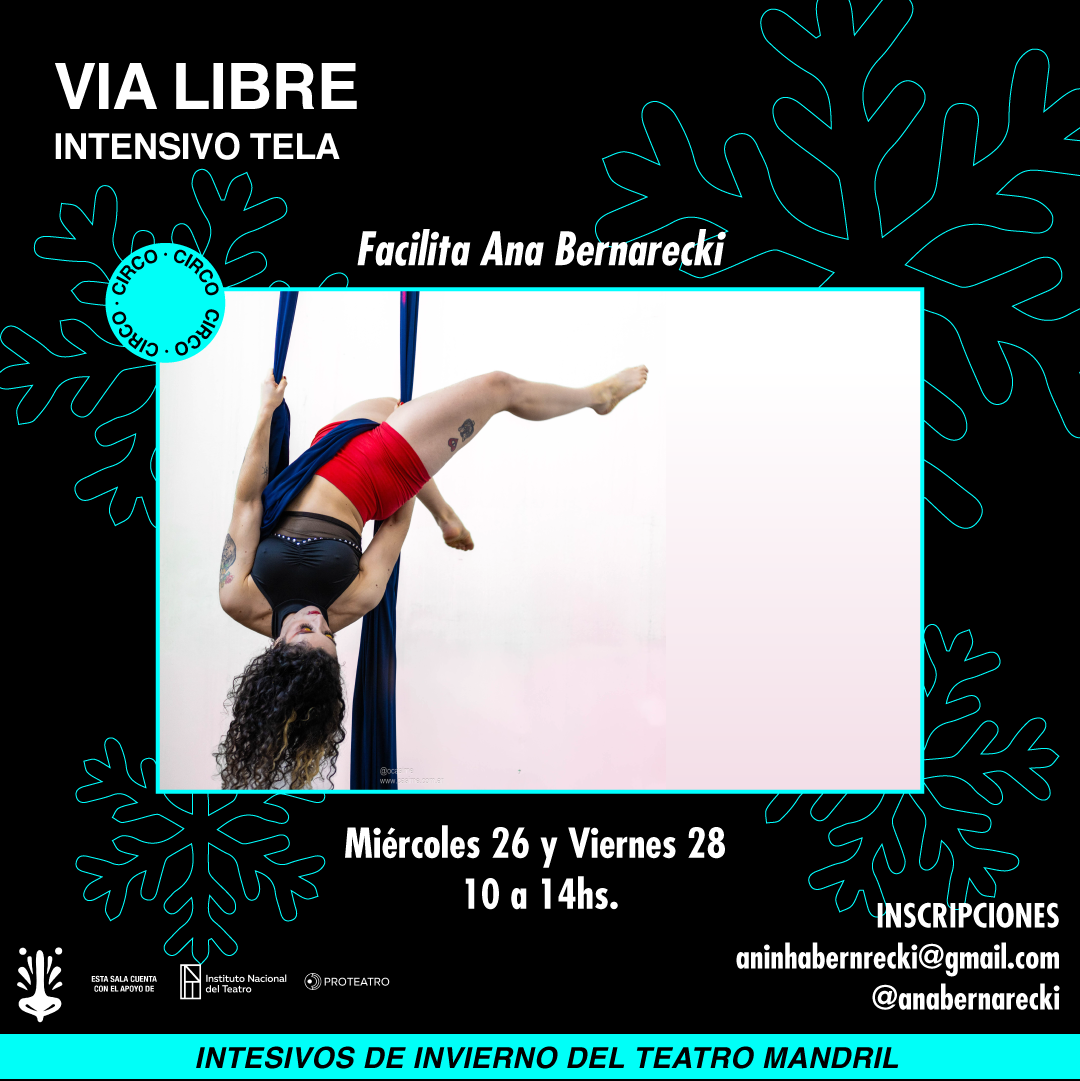 VIA LIBRE
INTENSIVO TELA
Facilita Ana Bernarecki
CIRCO · CIRCO · CIRCO · CIRCO ·
Miércoles 26 y Viernes 28
10 a 14hs.
INSCRIPCIONES
aninhabernrecki@gmail.com
@anabernarecki
ESTA SALA CUENTA
CON EL APOYO DE
Instituto Nacional
del Teatro
PROTEATRO
INTESIVOS DE INVIERNO DEL TEATRO MANDRIL